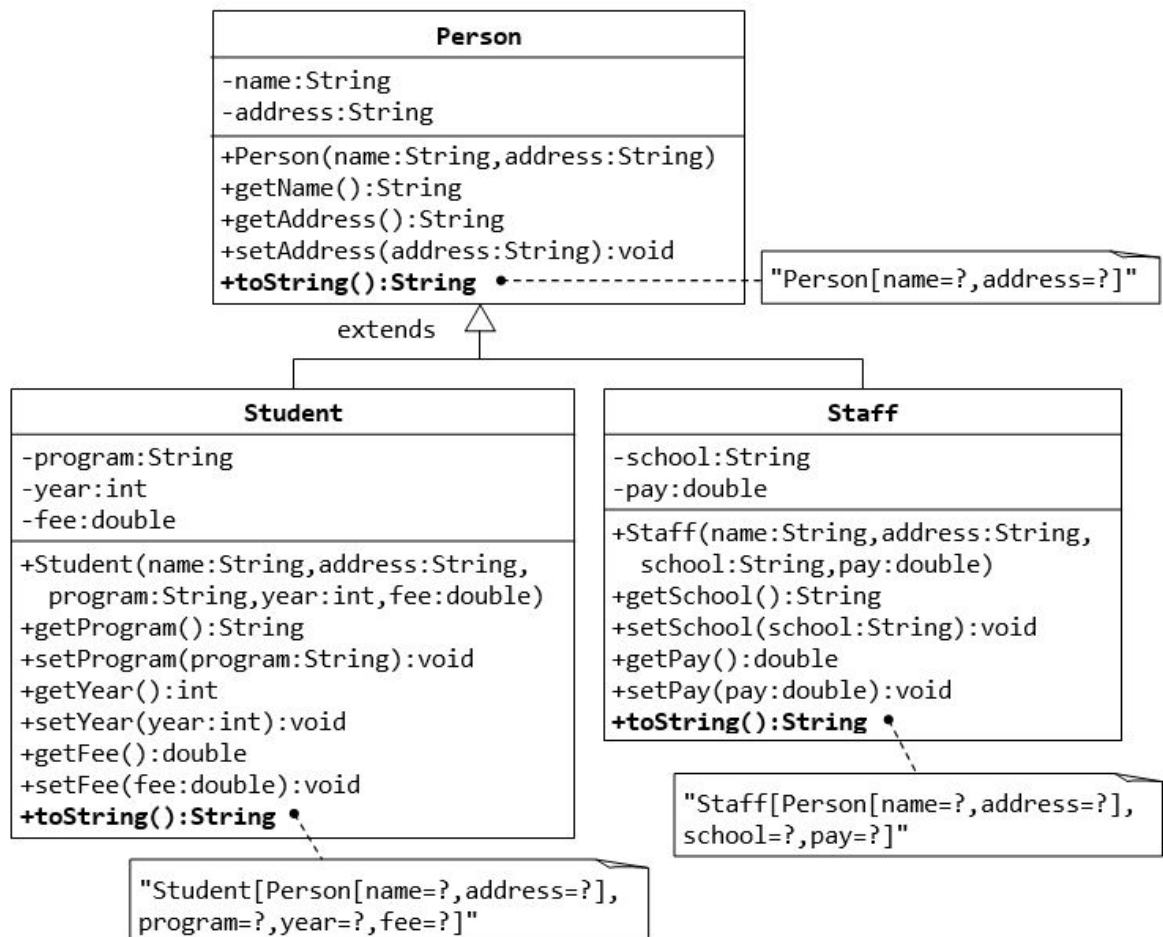 Person
-name:String
-address:String
+Person(name:String,address:String)
+getName():String
+getAddress():String
+setAddress(address:String):void
+toString():String
"Person[name=?,address=?]"
extends
Student
-program:String
-year:int
-fee:double
+Student(name:String,address:String,
program:String,year:int,fee:double)
+getProgram():String
+setProgram(program:String):void
+getYear():int
+setYear(year:int):void
+getFee():double
+setFee(fee:double):void
+toString():String
"Student[Person[name=?,address=?],
program=?,year=?,fee=?]"
Staff
-school:String
-pay:double
+Staff(name:String,address:String,
school:String,pay:double)
+getSchool():String
+setSchool(school:String):void
+getPay():double
+setPay(pay:double):void
+toString():String
"Staff[Person[name=?,address=?],
school=?,pay=?]"